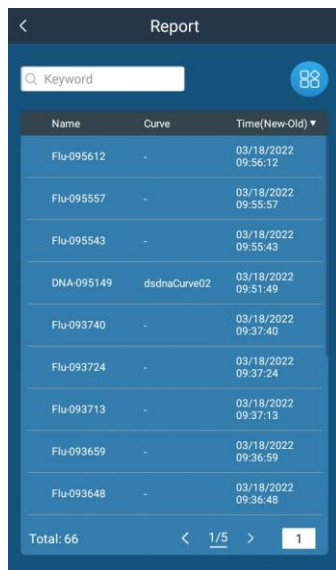 Report
Keyword
Name Curve Time(New-Old)▼
Flu-095612 - 03/18/2022
09:56:12
Flu-095557 - 03/18/2022
09:55:57
Flu-095543 - 03/18/2022
09:55:43
DNA-095149 dsdnaCurve02 03/18/2022
09:51:49
Flu-093740 - 03/18/2022
09:37:40
Flu-093724 - 03/18/2022
09:37:24
Flu-093713 - 03/18/2022
09:37:13
Flu-093659 - 03/18/2022
09:36:59
Flu-093648 - 03/18/2022
09:36:48
Total: 66 < 1/5 > 1